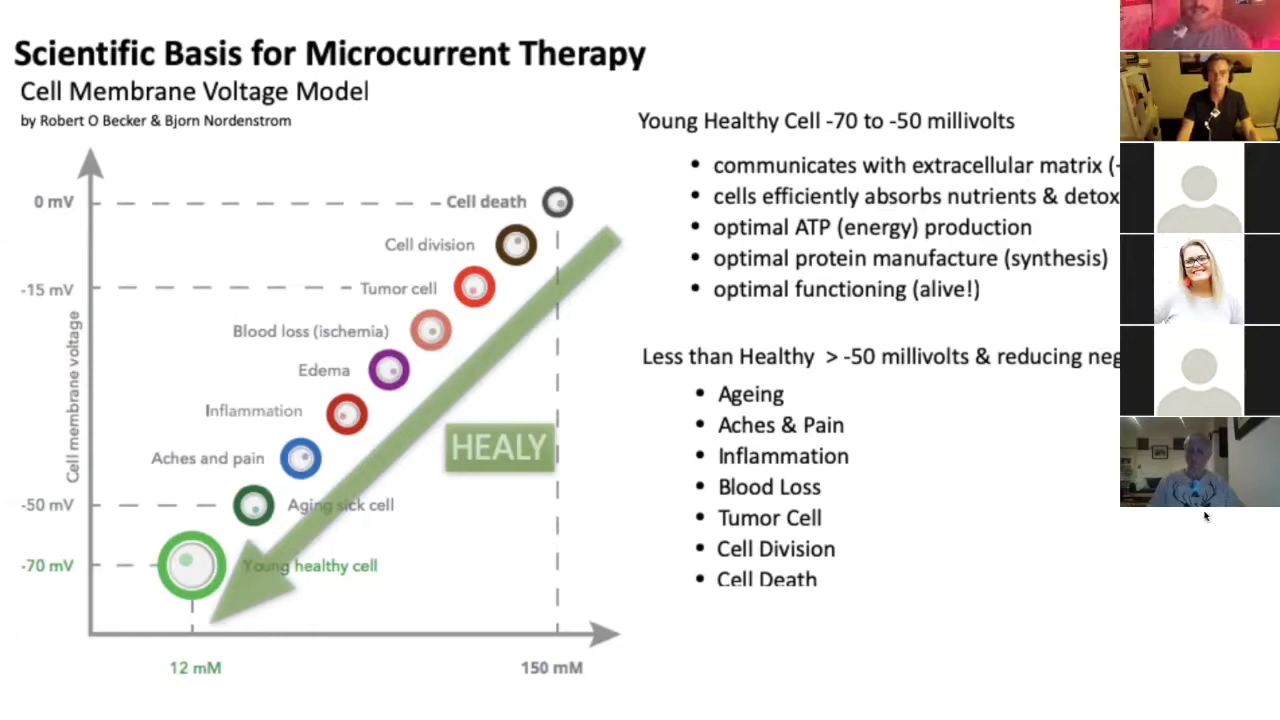 Scientific Basis for Microcurrent Therapy
Cell Membrane Voltage Model
by Robert O Becker & Bjorn Nordenstrom
0 mV
Cell death
Cell division
-15 mV
Tumor cell
Blood loss (ischemia)
Edema
Inflammation
Aches and pain
-50 mV
Aging sick cell
-70 mV
Young healthy cell
Cell membrane voltage
HEALY
12 mM
150 mM
Young Healthy Cell -70 to -50 millivolts
• communicates with extracellular matrix (-
• cells efficiently absorbs nutrients & detox
• optimal ATP (energy) production
• optimal protein manufacture (synthesis)
• optimal functioning (alive!)
Less than Healthy > -50 millivolts & reducing neg
• Ageing
• Aches & Pain
• Inflammation
• Blood Loss
• Tumor Cell
• Cell Division
• Cell Death